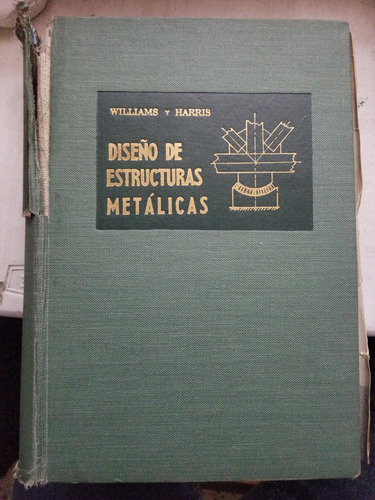 WILLIAMS Y HARRIS
DISEÑO DE
ESTRUCTURAS
METÁLICAS